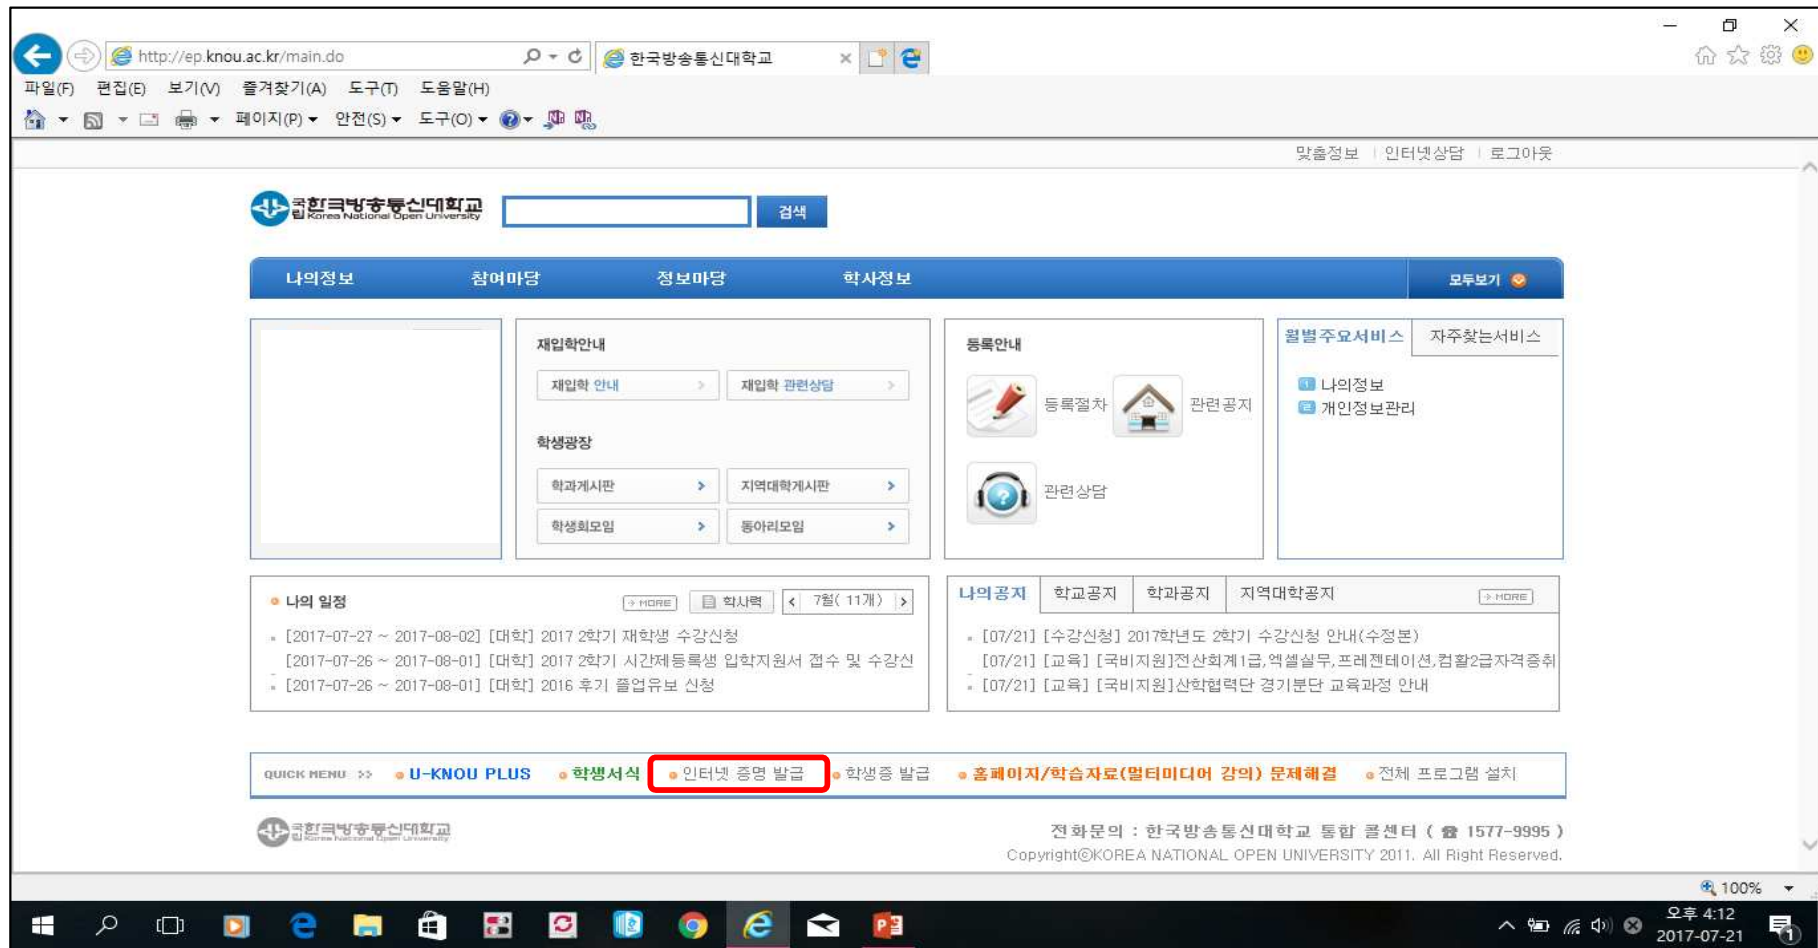 http://ep.knou.ac.kr/main.do
한국방송통신대학교
파일(F) 편집(E) 보기(V) 즐겨찾기(A) 도구(T) 도움말(H)
페이지(P) 안전(S) 도구(O)
맞춤정보 인터넷상담 로그아웃
국립 한국방송통신대학교 검색
Korea National Open University
나의정보 참여마당 정보마당 학사정보 모두보기
재입학안내
재입학 안내 재입학 관련상담
학생광장
학과게시판 지역대학게시판
학생회모임 동아리모임
등록안내
등록절차 관련공지
관련상담
월별주요서비스 자주찾는서비스
1 나의정보
2 개인정보관리
나의 일정 MORE 학사력 7월( 11개)
[2017-07-27 ~ 2017-08-02] [대학] 2017 2학기 재학생 수강신청
[2017-07-26 ~ 2017-08-01] [대학] 2017 2학기 시간제등록생 입학지원서 접수 및 수강신
[2017-07-26 ~ 2017-08-01] [대학] 2016 후기 졸업유보 신청
나의공지 학교공지 학과공지 지역대학공지 MORE
[07/21] [수강신청] 2017학년도 2학기 수강신청 안내(수정본)
[07/21] [교육] [국비지원]전산회계1급,엑셀실무,프레젠테이션,컴활2급자격증취
[07/21] [교육] [국비지원]산학협력단 경기분단 교육과정 안내
QUICK MENU >> U-KNOU PLUS 학생서식 인터넷 증명 발급 학생증 발급 홈페이지/학습자료(멀티미디어 강의) 문제해결 전체 프로그램 설치
국립 한국방송통신대학교
Korea National Open University
전화문의 : 한국방송통신대학교 통합 콜센터 ( ☎ 1577-9995 )
Copyright©KOREA NATIONAL OPEN UNIVERSITY 2011. All Right Reserved.
100%
오후 4:12
2017-07-21